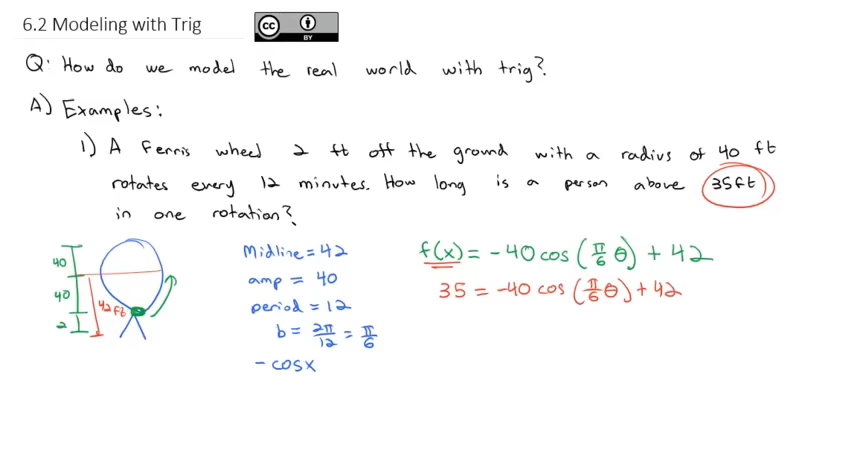 6.2 Modeling with Trig
cc BY
Q: How do we model the real world with trig?
A) Examples:
1) A Ferris wheel 2 ft off the ground with a radius of 40 ft
rotates every 12 minutes. How long is a person above 35ft
in one rotation?
40
40
2
42ft
Midline = 42
amp = 40
period = 12
b = 2π/12 = π/6
- cosx
f(x) = -40 cos (π/6 θ) + 42
35 = -40 cos (π/6 θ) + 42